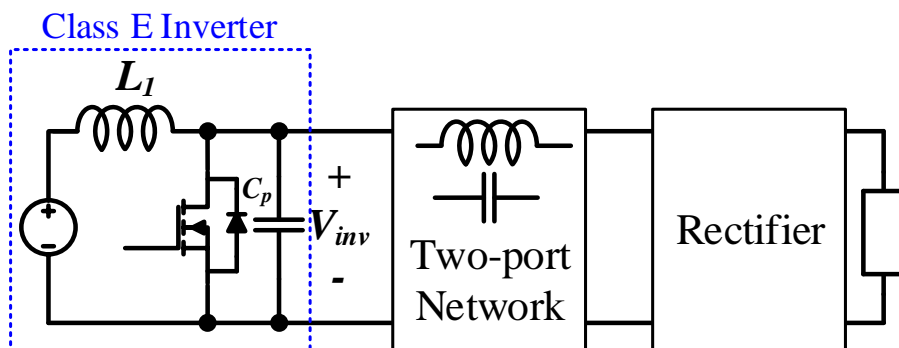 Class E Inverter
L1
Cp
+
Vinv
-
+
-
Two-port
Network
Rectifier